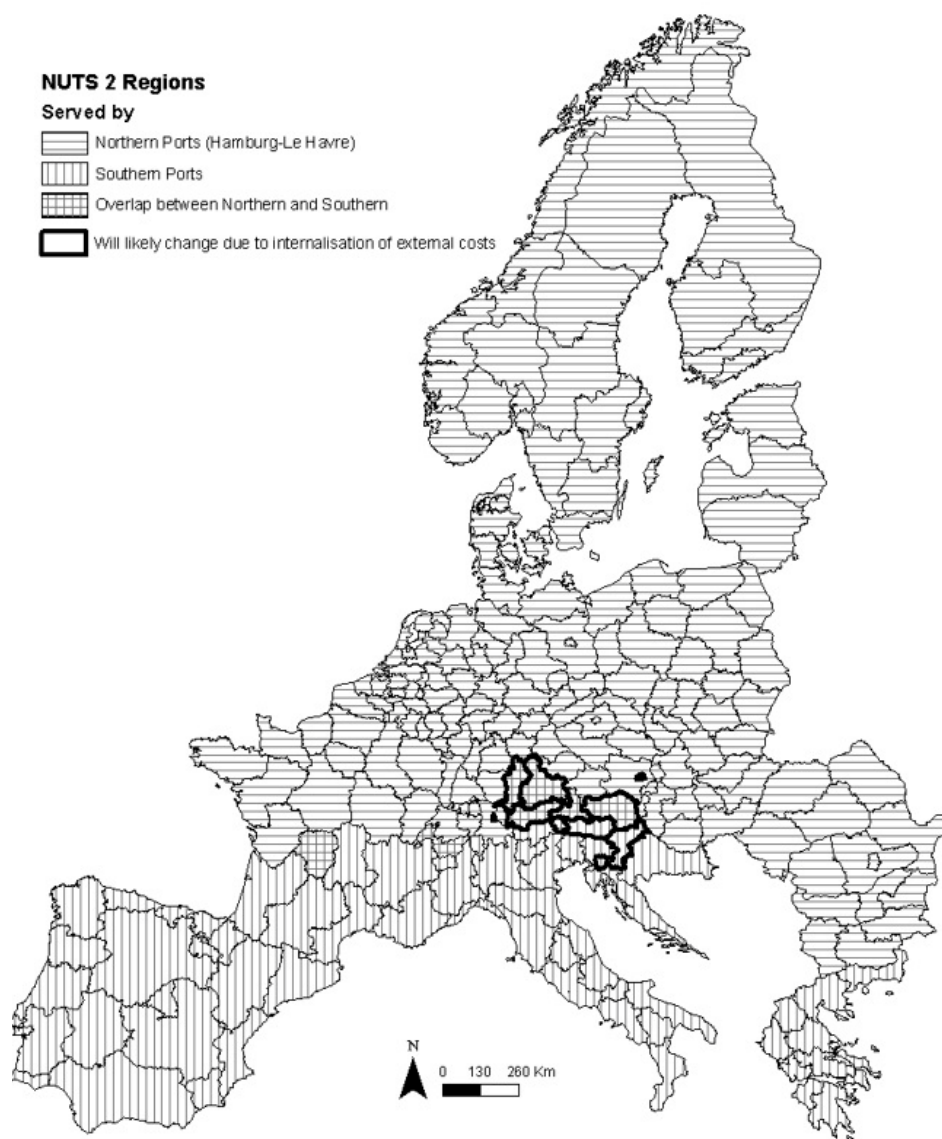 NUTS 2 Regions
Served by
Northern Ports (Hamburg-Le Havre)
Southern Ports
Overlap between Northern and Southern
Will likely change due to internalisation of external costs
N
0 130 260 Km